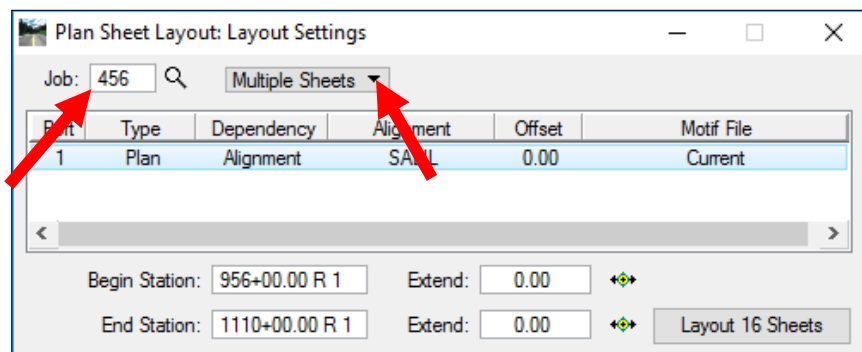 Plan Sheet Layout: Layout Settings
Job: 456 Multiple Sheets
Type Dependency Alignment Offset Motif File
1 Plan Alignment 0.00 Current
Begin Station: 956+00.00 R 1 Extend: 0.00
End Station: 1110+00.00 R 1 Extend: 0.00 Layout 16 Sheets